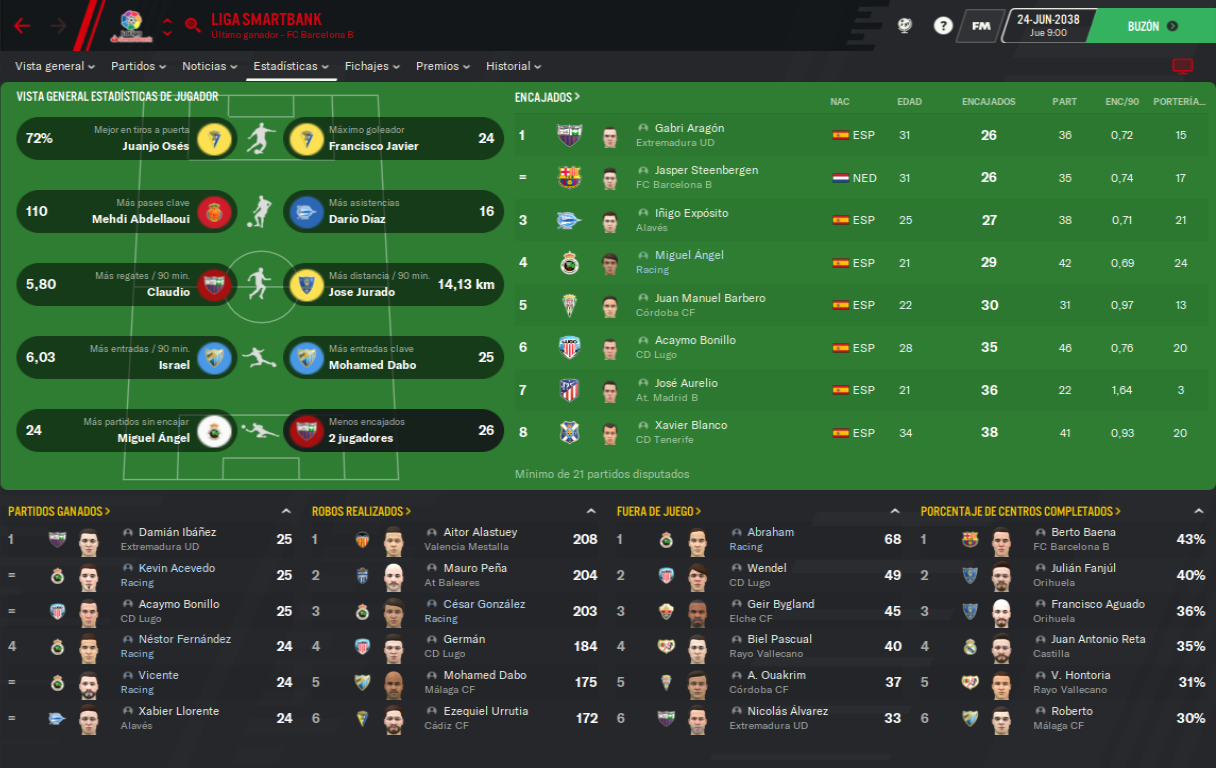 LIGA SMARTBANK
Último ganador - FC Barcelona B
?
FM
24-JUN-2038
Jue 9:00
BUZÓN
Vista general Partidos Noticias Estadísticas Fichajes Premios Historial
VISTA GENERAL ESTADÍSTICAS DE JUGADOR
72% Mejor en tiros a puerta
Juanjo Osés
Máximo goleador
Francisco Javier 24
110 Más pases clave
Mehdi Abdellaoui
Más asistencias
Darío Díaz 16
5,80 Más regates / 90 min.
Claudio
Más distancia / 90 min.
Jose Jurado 14,13 km
6,03 Más entradas / 90 min.
Israel
Más entradas clave
Mohamed Dabo 25
24 Más partidos sin encajar
Miguel Ángel
Menos encajados
2 jugadores 26
ENCAJADOS > NAC EDAD ENCAJADOS PART ENC/90 PORTERÍA...
1 Gabri Aragón ESP 31 26 36 0,72 15
Extremadura UD
= Jasper Steenbergen NED 31 26 35 0,74 17
FC Barcelona B
3 Iñigo Expósito ESP 25 27 38 0,71 21
Alavés
4 Miguel Ángel ESP 21 29 42 0,69 24
Racing
5 Juan Manuel Barbero ESP 22 30 31 0,97 13
Córdoba CF
6 Acaymo Bonillo ESP 28 35 46 0,76 20
CD Lugo
7 José Aurelio ESP 21 36 22 1,64 3
At. Madrid B
8 Xavier Blanco ESP 34 38 41 0,93 20
CD Tenerife
Mínimo de 21 partidos disputados
PARTIDOS GANADOS >
1 Damián Ibáñez 25
Extremadura UD
= Kevin Acevedo 25
Racing
= Acaymo Bonillo 25
CD Lugo
4 Néstor Fernández 24
Racing
= Vicente 24
Racing
= Xabier Llorente 24
Alavés
ROBOS REALIZADOS >
1 Aitor Alastuey 208
Valencia Mestalla
2 Mauro Peña 204
At Baleares
3 César González 203
Racing
4 Germán 184
CD Lugo
5 Mohamed Dabo 175
Málaga CF
6 Ezequiel Urrutia 172
Cádiz CF
FUERA DE JUEGO >
1 Abraham 68
Racing
2 Wendel 49
CD Lugo
3 Geir Bygland 45
Elche CF
4 Biel Pascual 40
Rayo Vallecano
5 A. Ouakrim 37
Córdoba CF
6 Nicolás Álvarez 33
Extremadura UD
PORCENTAJE DE CENTROS COMPLETADOS >
1 Berto Baena 43%
FC Barcelona B
2 Julián Fanjúl 40%
Orihuela
3 Francisco Aguado 36%
Orihuela
4 Juan Antonio Reta 35%
Castilla
5 V. Hontoria 31%
Rayo Vallecano
6 Roberto 30%
Málaga CF